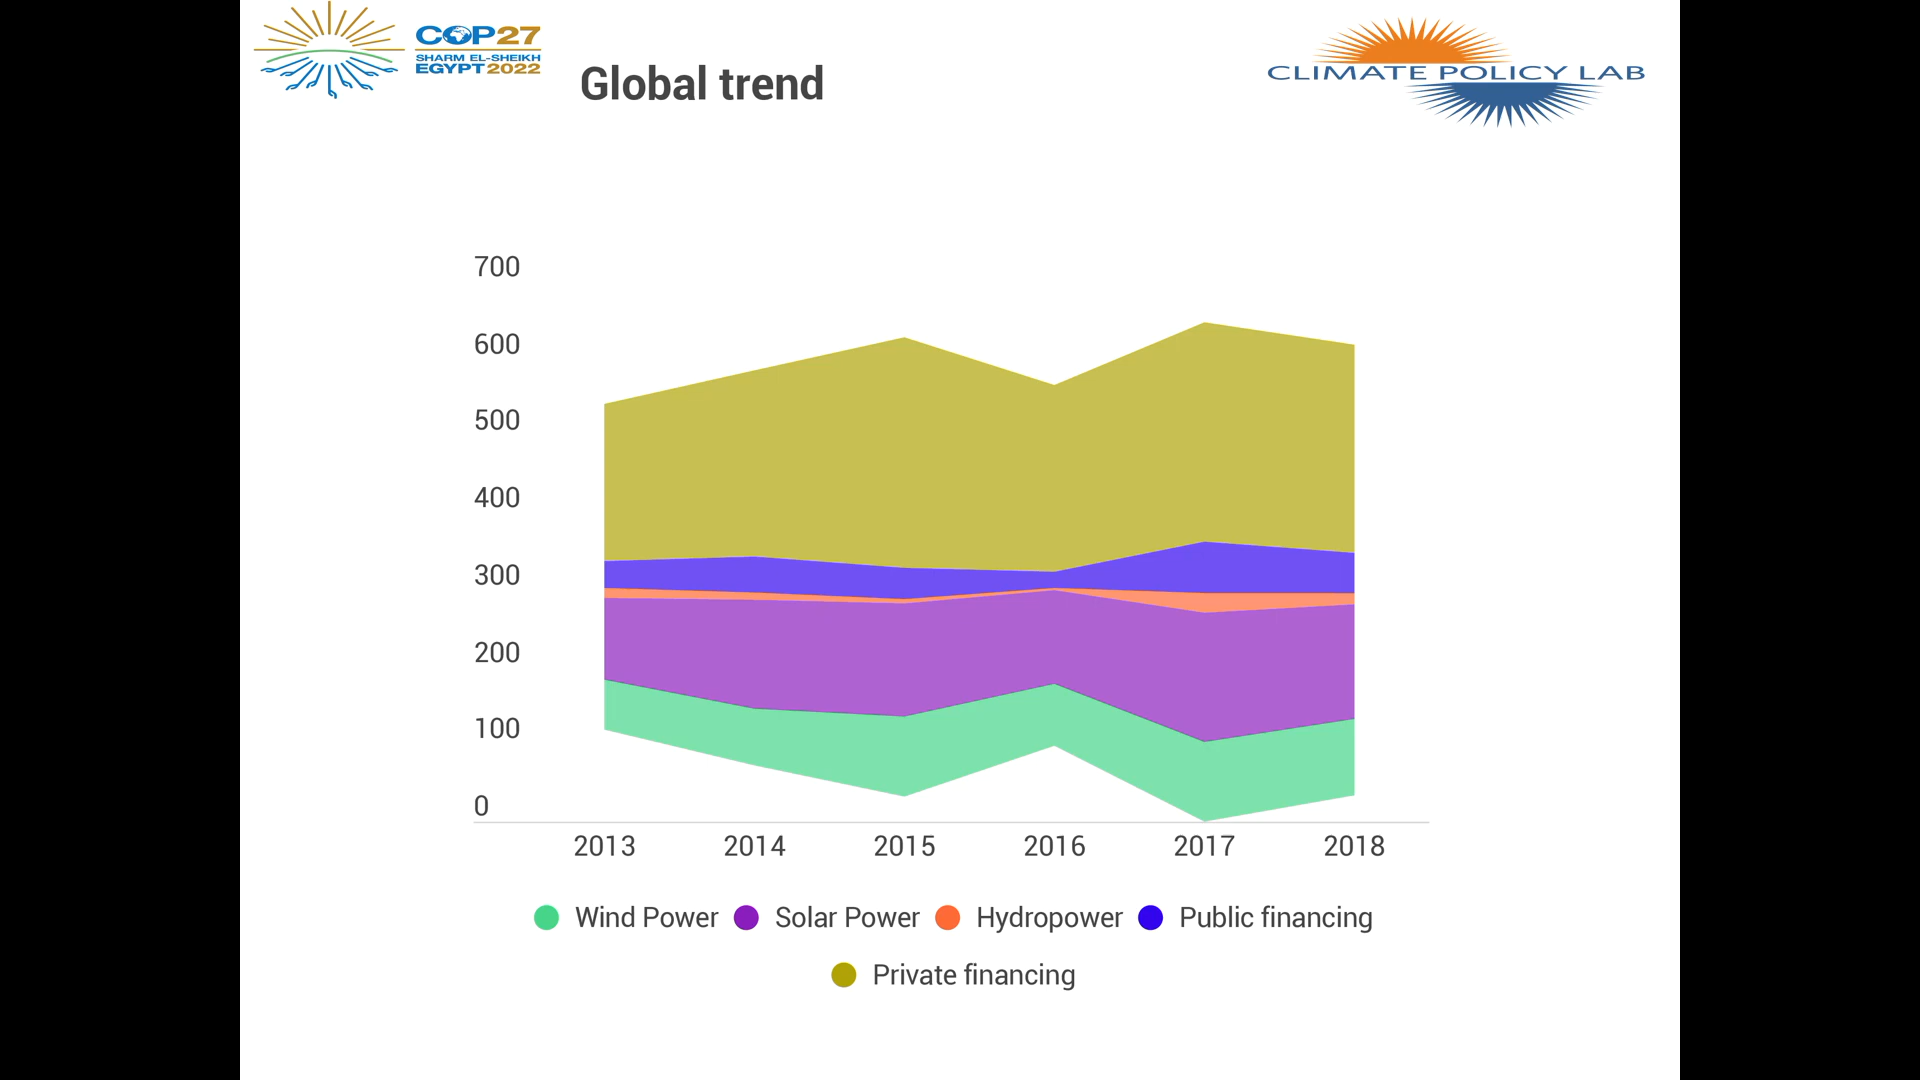 COP27
SHARM EL-SHEIKH
EGYPT 2022
Global trend
CLIMATE POLICY LAB
700
600
500
400
300
200
100
0
2013 2014 2015 2016 2017 2018
Wind Power Solar Power Hydropower Public financing
Private financing